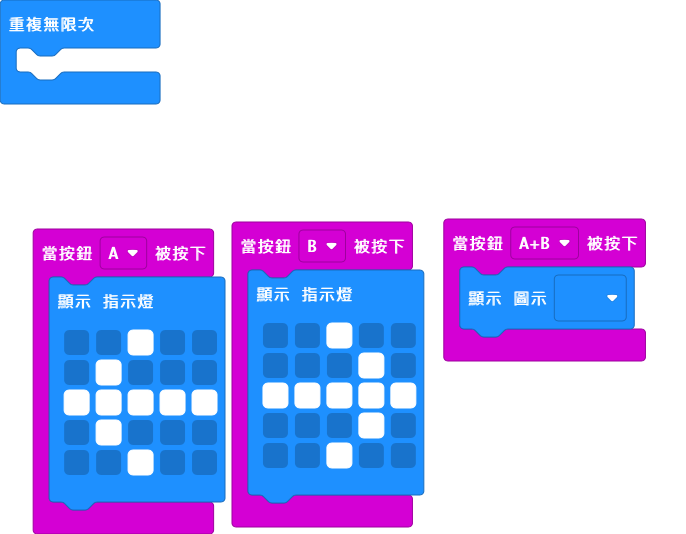 重複無限次
當按鈕 A 被按下
顯示 指示燈
當按鈕 B 被按下
顯示 指示燈
當按鈕 A+B 被按下
顯示 圖示